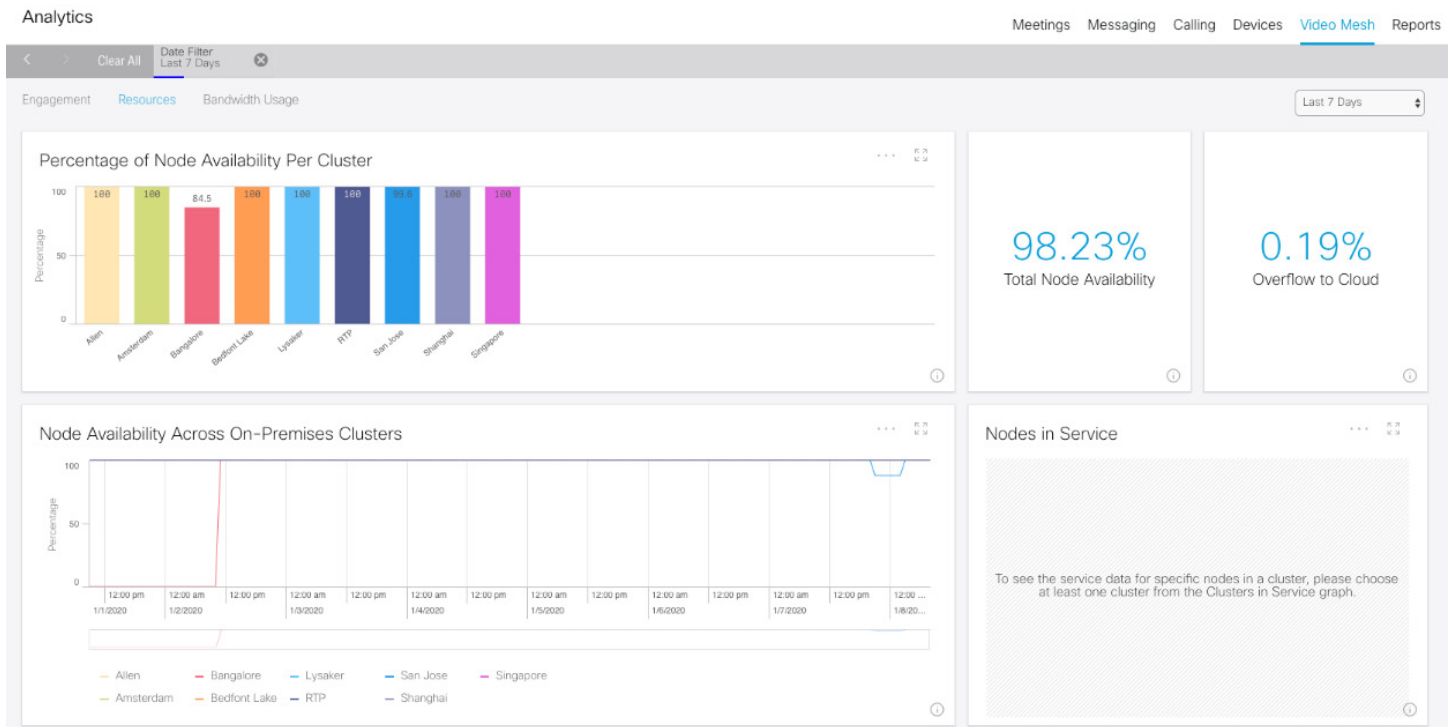 Analytics
Meetings Messaging Calling Devices Video Mesh Reports
Clear All
Date Filter
Last 7 Days
Engagement Resources Bandwidth Usage
Last 7 Days
Percentage of Node Availability Per Cluster
100
50
0
Percentage
100 100 84.5 100 100 100 99.6 100 100
Allen Amsterdam Bangalore Bedfont Lake Lysaker RTP San Jose Shanghai Singapore
98.23%
Total Node Availability
0.19%
Overflow to Cloud
Node Availability Across On-Premises Clusters
100
50
0
Percentage
12:00 pm 12:00 am 12:00 pm 12:00 am 12:00 pm 12:00 am 12:00 pm 12:00 am 12:00 pm 12:00 am 12:00 pm 12:00 am 12:00 pm 12:00 ...
1/1/2020 1/2/2020 1/3/2020 1/4/2020 1/5/2020 1/6/2020 1/7/2020 1/8/20...
Allen Bangalore Lysaker San Jose Singapore
Amsterdam Bedfont Lake RTP Shanghai
Nodes in Service
To see the service data for specific nodes in a cluster, please choose
at least one cluster from the Clusters in Service graph.